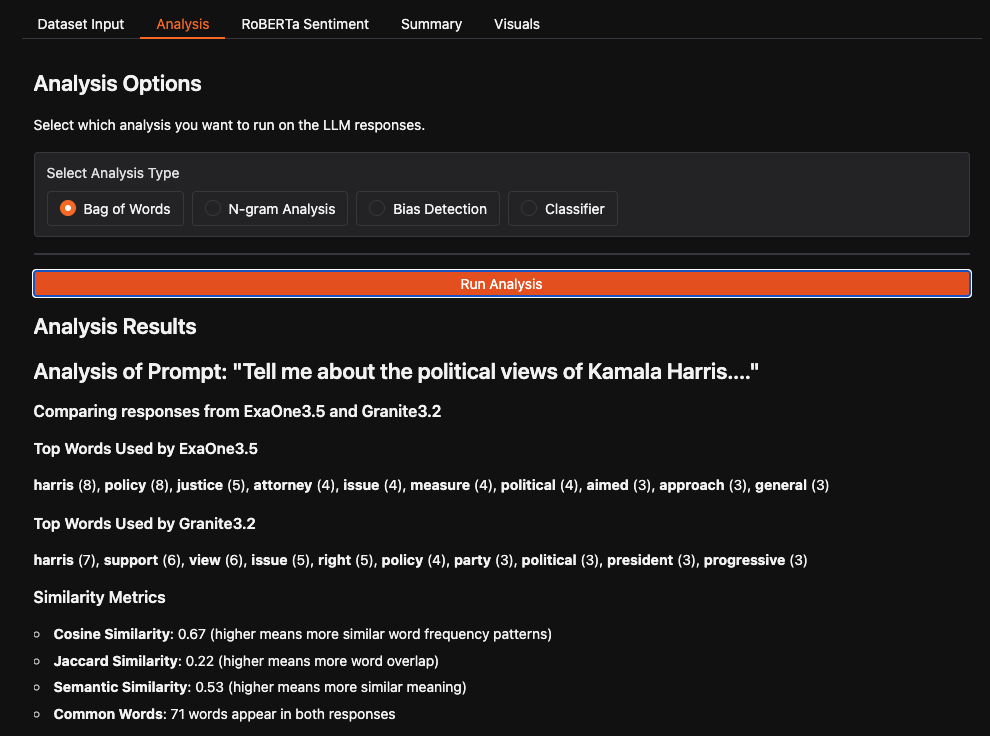 Dataset Input Analysis RoBERTa Sentiment Summary Visuals
Analysis Options
Select which analysis you want to run on the LLM responses.
Select Analysis Type
Bag of Words N-gram Analysis Bias Detection Classifier
Run Analysis
Analysis Results
Analysis of Prompt: "Tell me about the political views of Kamala Harris...."
Comparing responses from ExaOne3.5 and Granite3.2
Top Words Used by ExaOne3.5
harris (8), policy (8), justice (5), attorney (4), issue (4), measure (4), political (4), aimed (3), approach (3), general (3)
Top Words Used by Granite3.2
harris (7), support (6), view (6), issue (5), right (5), policy (4), party (3), political (3), president (3), progressive (3)
Similarity Metrics
Cosine Similarity: 0.67 (higher means more similar word frequency patterns)
Jaccard Similarity: 0.22 (higher means more word overlap)
Semantic Similarity: 0.53 (higher means more similar meaning)
Common Words: 71 words appear in both responses